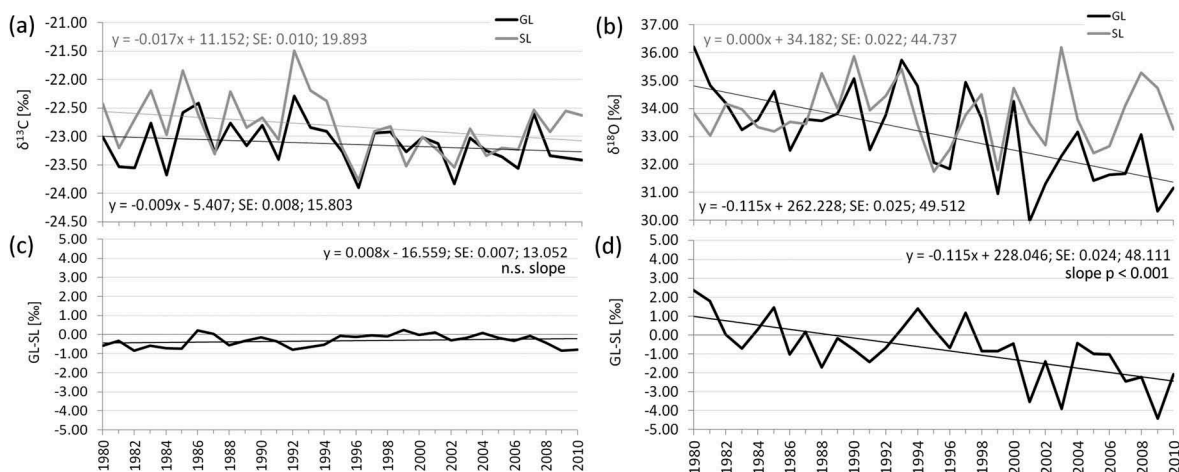 (a)
GL
SL
y = -0.017x + 11.152; SE: 0.010; 19.893
-21.00
-21.50
-22.00
-22.50
-23.00
-23.50
-24.00
-24.50
δ¹³C [‰]
y = -0.009x - 5.407; SE: 0.008; 15.803
(b)
GL
SL
y = 0.000x + 34.182; SE: 0.022; 44.737
37.00
36.00
35.00
34.00
33.00
32.00
31.00
30.00
δ¹⁸O [‰]
y = -0.115x + 262.228; SE: 0.025; 49.512
(c)
y = 0.008x - 16.559; SE: 0.007; 13.052
n.s. slope
5.00
4.00
3.00
2.00
1.00
0.00
-1.00
-2.00
-3.00
-4.00
-5.00
GL-SL [‰]
1980 1982 1984 1986 1988 1990 1992 1994 1996 1998 2000 2002 2004 2006 2008 2010
(d)
y = -0.115x + 228.046; SE: 0.024; 48.111
slope p < 0.001
5.00
4.00
3.00
2.00
1.00
0.00
-1.00
-2.00
-3.00
-4.00
-5.00
GL-SL [‰]
1980 1982 1984 1986 1988 1990 1992 1994 1996 1998 2000 2002 2004 2006 2008 2010